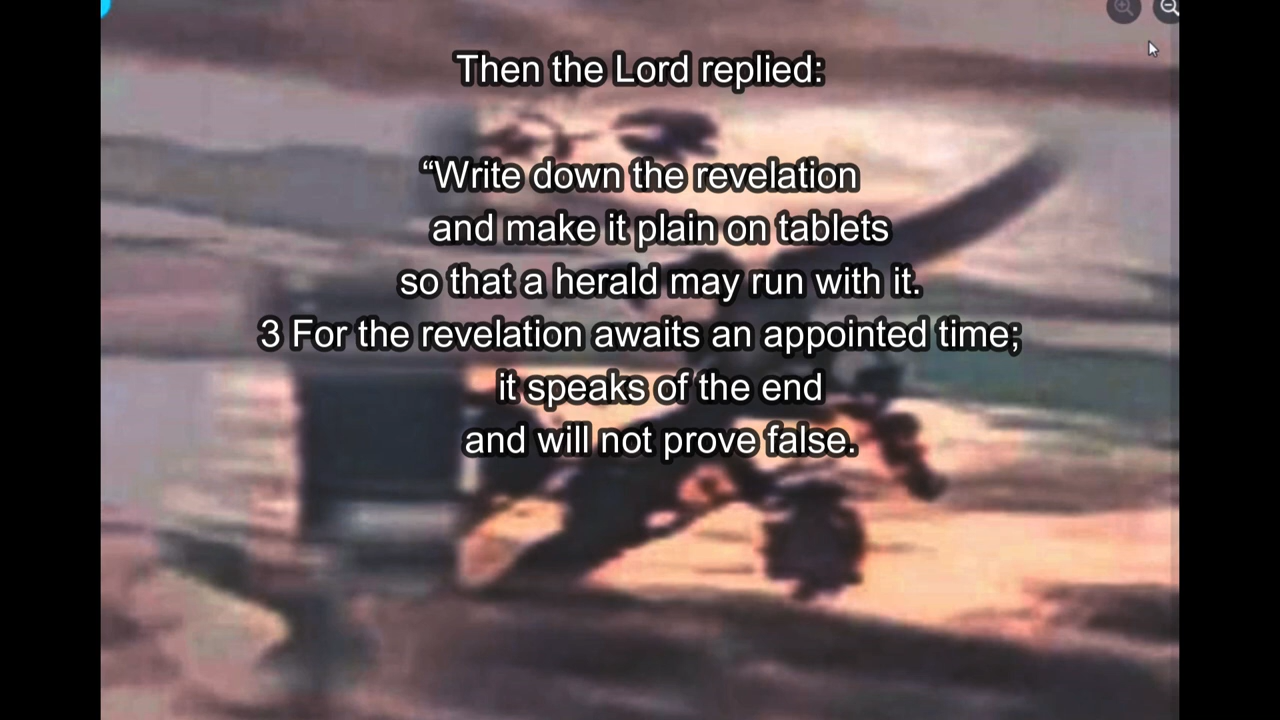 Then the Lord replied:
“Write down the revelation
and make it plain on tablets
so that a herald may run with it.
3 For the revelation awaits an appointed time;
it speaks of the end
and will not prove false.